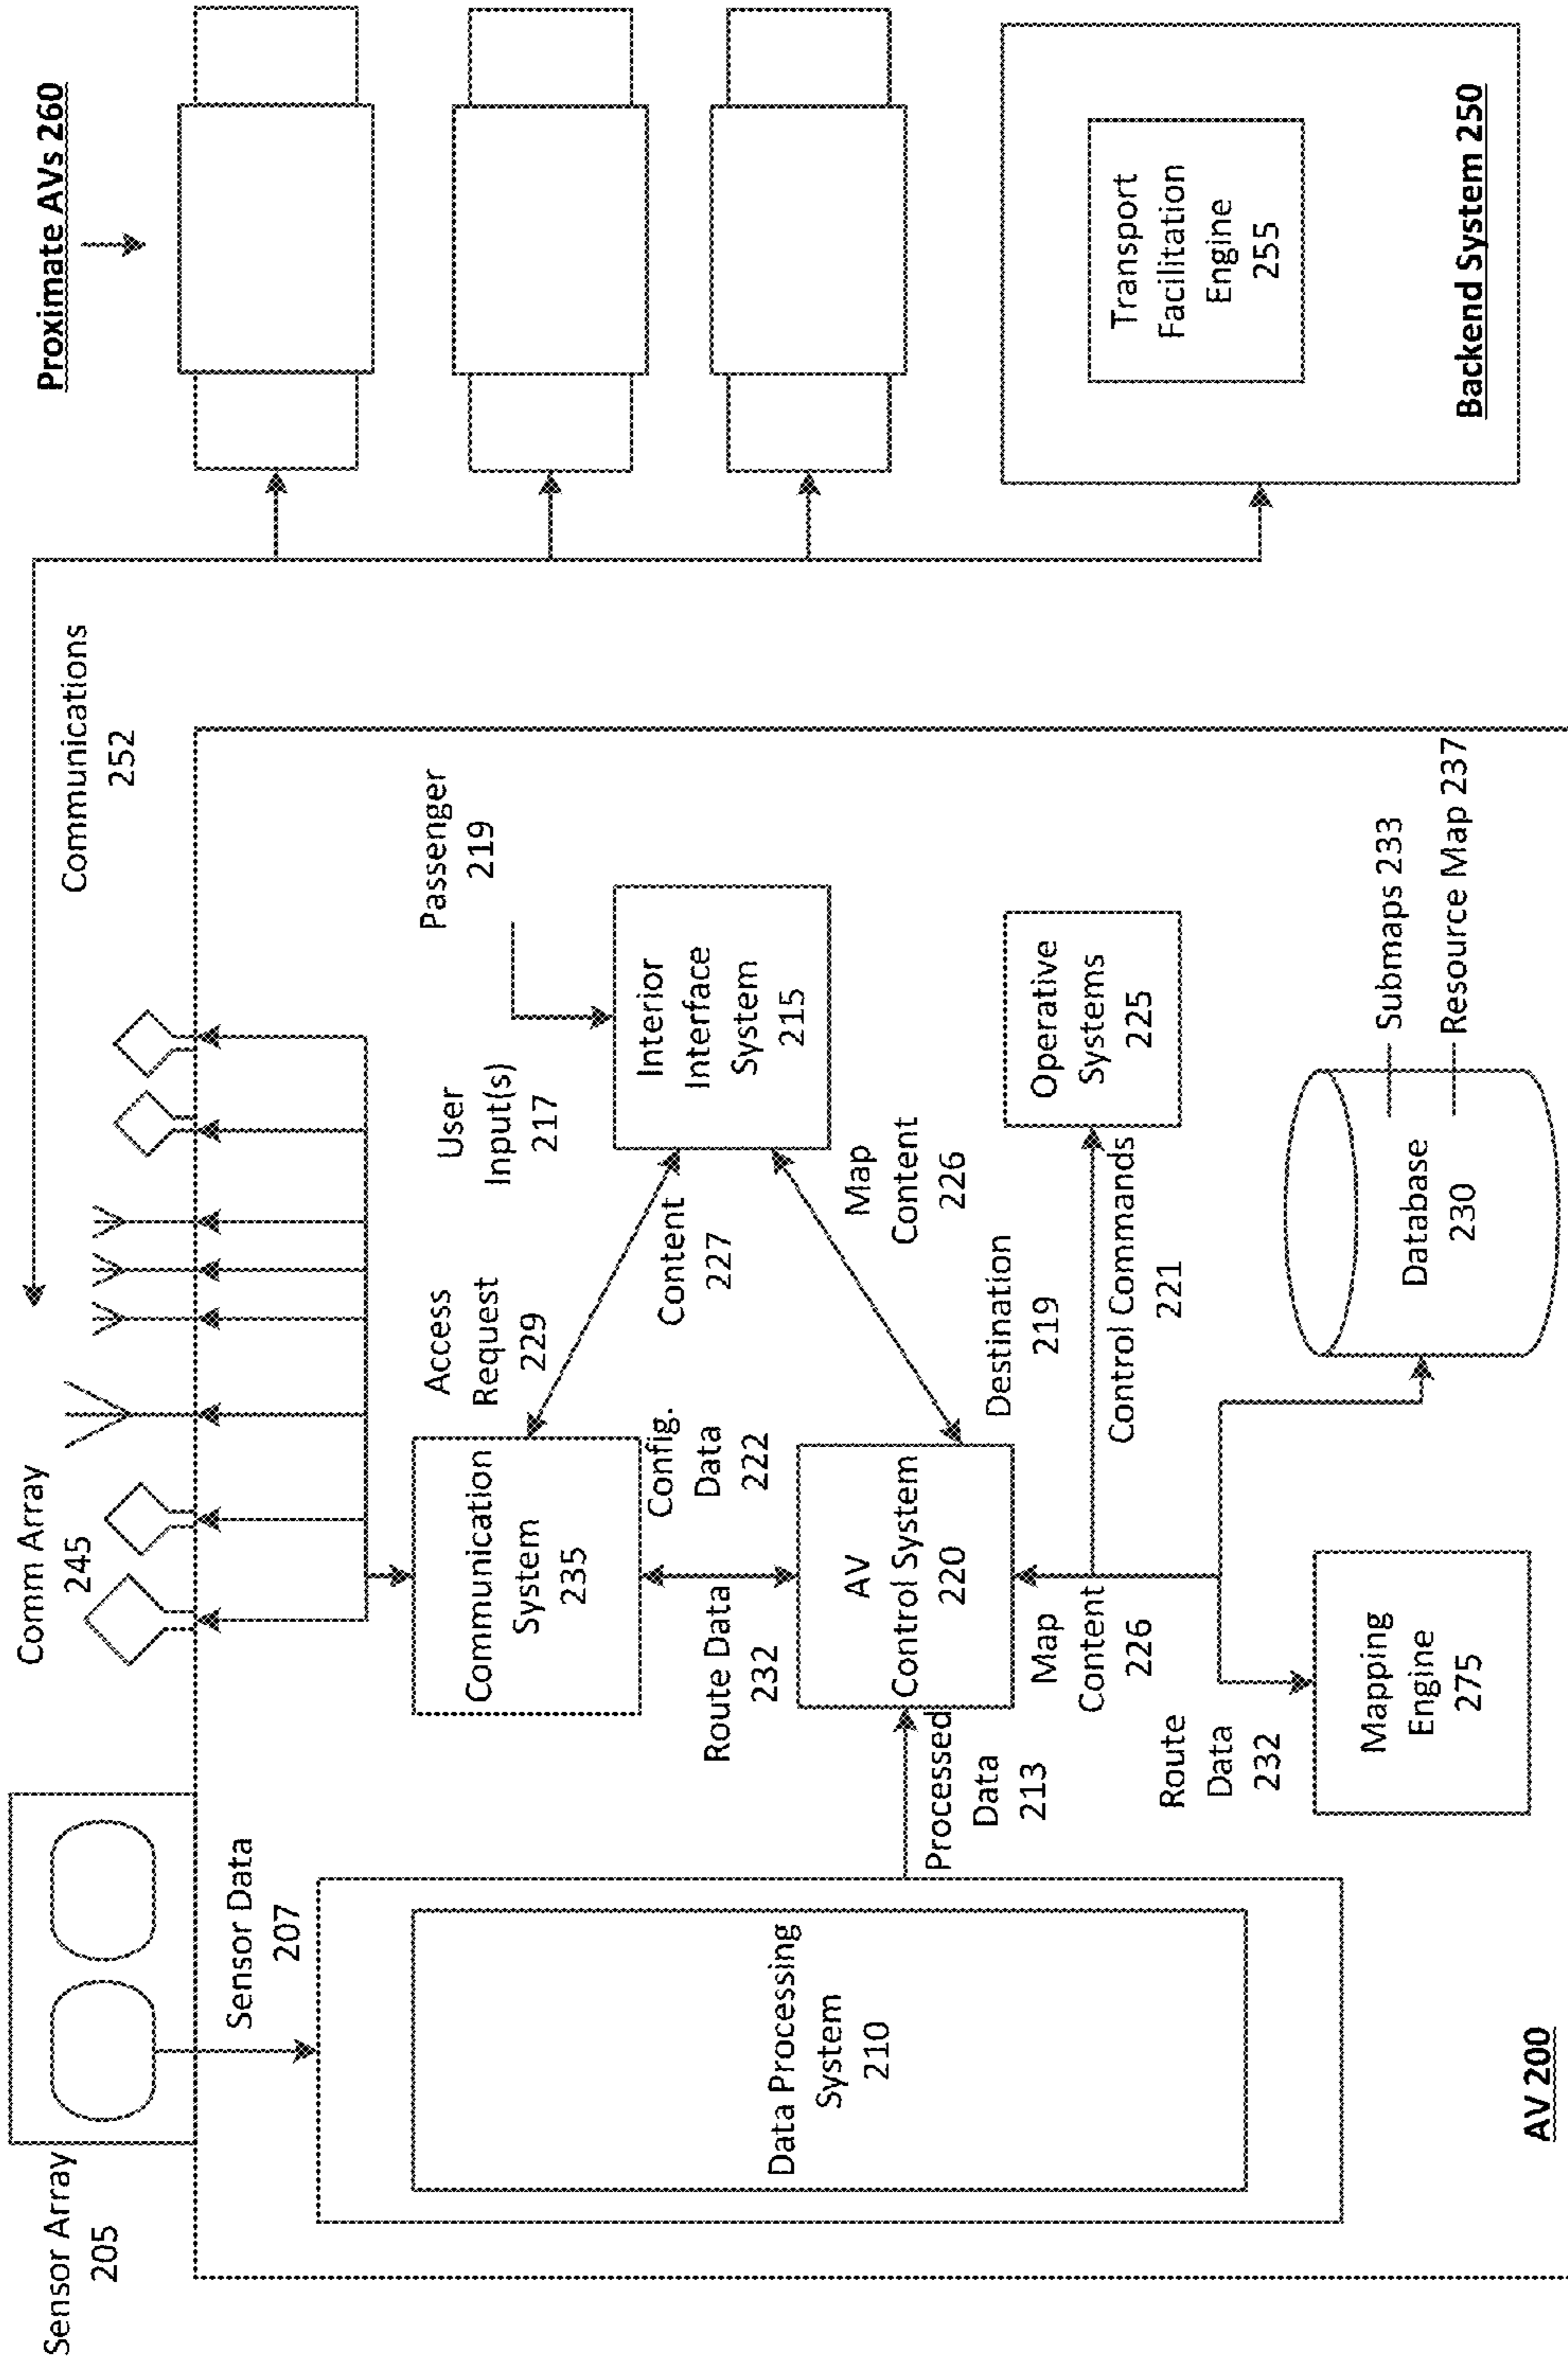 Sensor Array
205
Comm Array
245
Communications
252
Proximate AVs 260
Sensor Data
207
Data Processing
System
210
Processed
Data
213
Communication
System
235
Access
Request
229
User
Input(s)
217
Passenger
219
Content
227
Interior
Interface
System
215
Route Data
232
Config.
Data
222
AV
Control System
220
Map
Content
226
Destination
219
Control Commands
221
Operative
Systems
225
Map
Content
226
Route
Data
232
Mapping
Engine
275
Database
230
Submaps 233
Resource Map 237
Transport
Facilitation
Engine
255
Backend System 250
AV 200